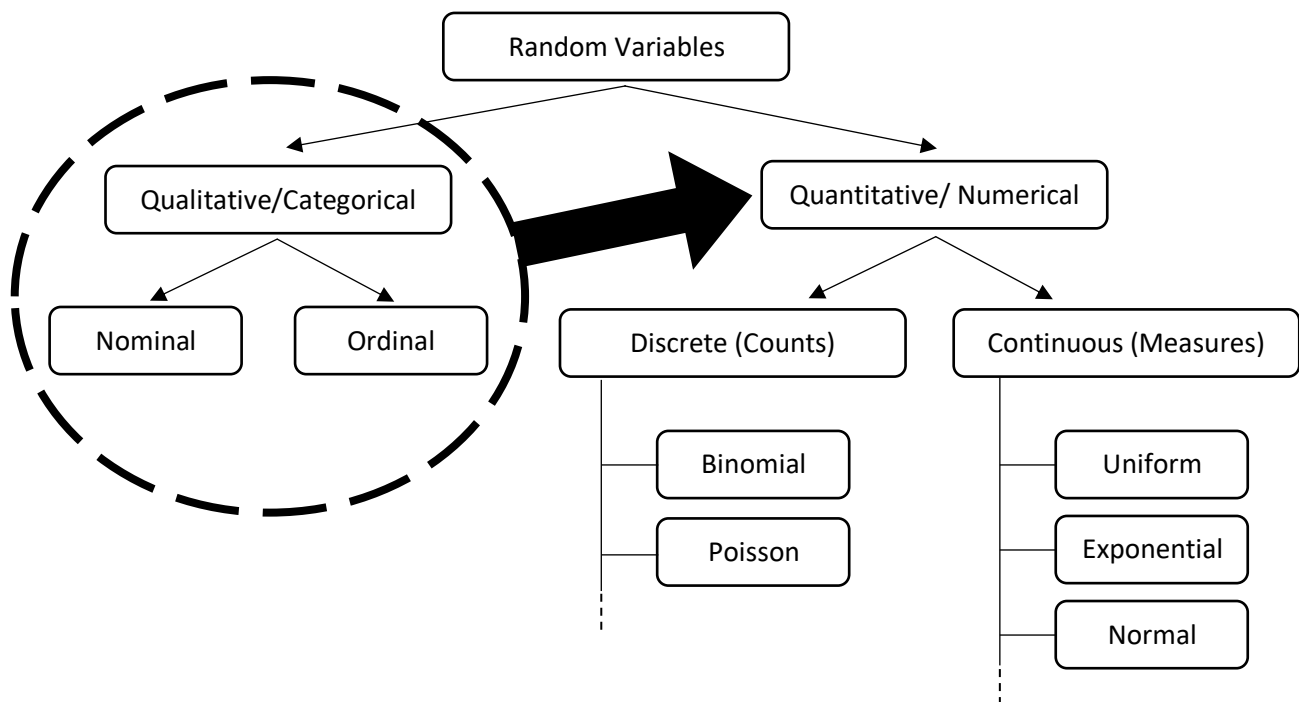 Random Variables
Qualitative/Categorical
Quantitative/ Numerical
Nominal
Ordinal
Discrete (Counts)
Continuous (Measures)
Binomial
Uniform
Poisson
Exponential
Normal